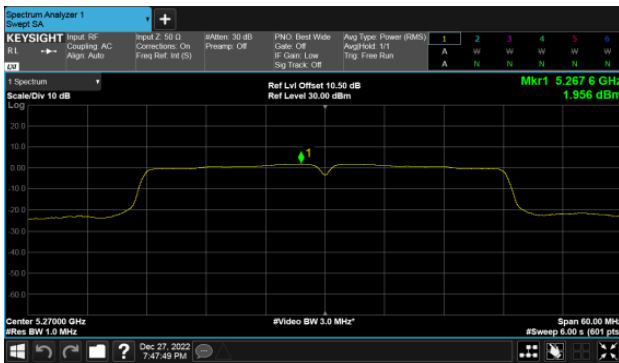 Spectrum Analyzer 1
Swept SA
KEYSIGHT Input: RF Input Z: 50 Ω #Atten: 30 dB PNO: Best Wide Avg Type: Power (RMS) 1 2 3 4 5 6
RL Coupling: AC Corrections: On Preamp: Off Gate: Off Avg|Hold: 1/1 A W W W W W
Align: Auto Freq Ref: Int (S) IF Gain: Low Trig: Free Run
LXI Sig Track: Off A N N N N N
1 Spectrum Ref Lvl Offset 10.50 dB Mkr1 5.267 6 GHz
Scale/Div 10 dB Ref Level 30.00 dBm 1.956 dBm
Log
20.0
10.0
0.00
-10.0
-20.0
-30.0
-40.0
-50.0
-60.0
1
Center 5.27000 GHz #Video BW 3.0 MHz* Span 60.00 MHz
#Res BW 1.0 MHz #Sweep 6.00 s (601 pts)
? Dec 27, 2022
7:47:49 PM